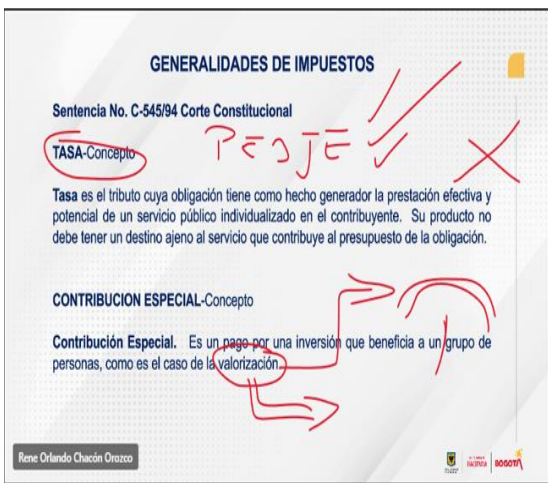 GENERALIDADES DE IMPUESTOS
Sentencia No. C-545/94 Corte Constitucional
PEAJE
TASA-Concepto
Tasa es el tributo cuya obligación tiene como hecho generador la prestación efectiva y
potencial de un servicio público individualizado en el contribuyente. Su producto no
debe tener un destino ajeno al servicio que contribuye al presupuesto de la obligación.
CONTRIBUCION ESPECIAL-Concepto
Contribución Especial. Es un pago por una inversión que beneficia a un grupo de
personas, como es el caso de la valorización.
Rene Orlando Chacón Orozco
HACIENDA
BOGOTÁ